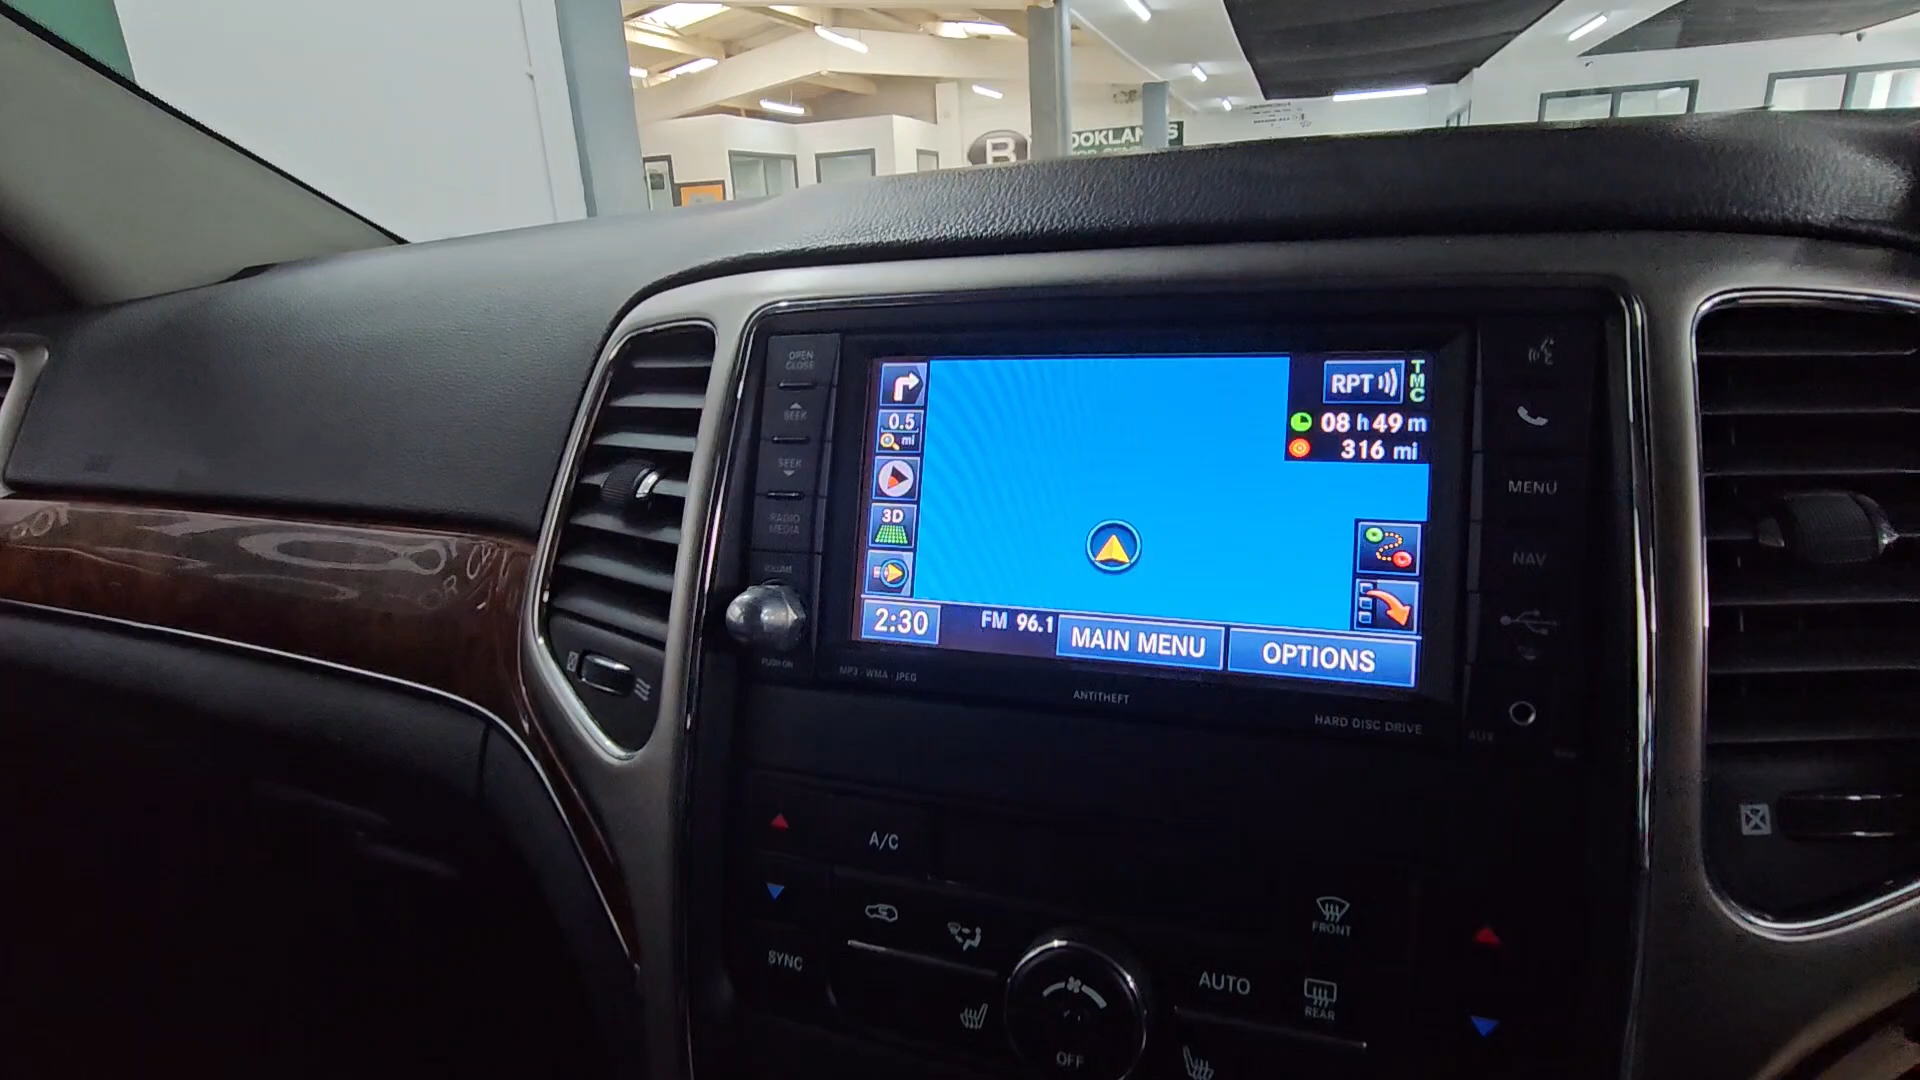 B
OOKLAN S
OPEN
CLOSE
SEEK
SEEK
RADIO
MEDIA
VOLUME
PUSH ON
MP3 - WMA - JPEG
ANTITHEFT
HARD DISC DRIVE
0.5
mi
3D
RPT
TMC
08 h 49 m
316 mi
2:30
FM 96.1
MAIN MENU
OPTIONS
MENU
NAV
AUX
A/C
SYNC
OFF
AUTO
FRONT
REAR